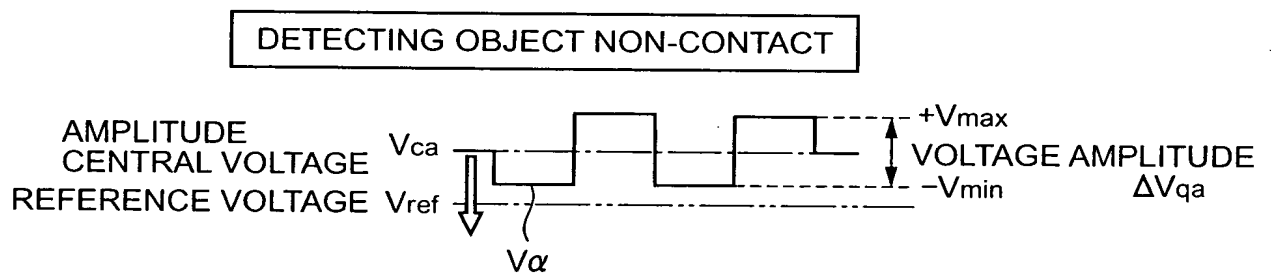 DETECTING OBJECT NON-CONTACT
AMPLITUDE
CENTRAL VOLTAGE
Vca
REFERENCE VOLTAGE
Vref
Vα
+Vmax
VOLTAGE AMPLITUDE
−Vmin
ΔVqa